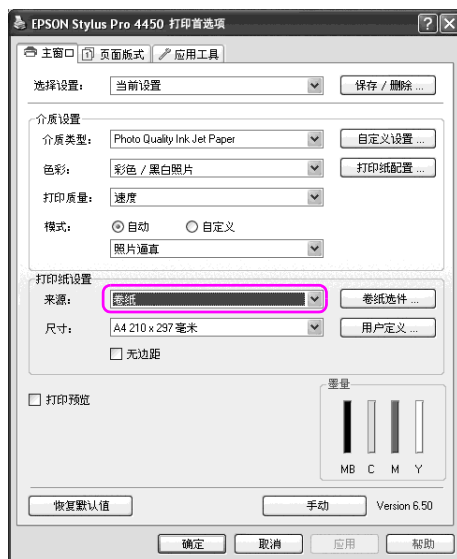 EPSON Stylus Pro 4450 打印首选项
主窗口 页面版式 应用工具
选择设置： 当前设置 保存 / 删除 ...
介质设置
介质类型： Photo Quality Ink Jet Paper 自定义设置 ...
色彩： 彩色 / 黑白照片 打印纸配置 ...
打印质量： 速度
模式： 自动 自定义
照片逼真
打印纸设置
来源： 卷纸 卷纸选件 ...
尺寸： A4 210 x 297 毫米 用户定义 ...
无边距
打印预览
墨量
MB C M Y
恢复默认值 手动 Version 6.50
确定 取消 应用 帮助